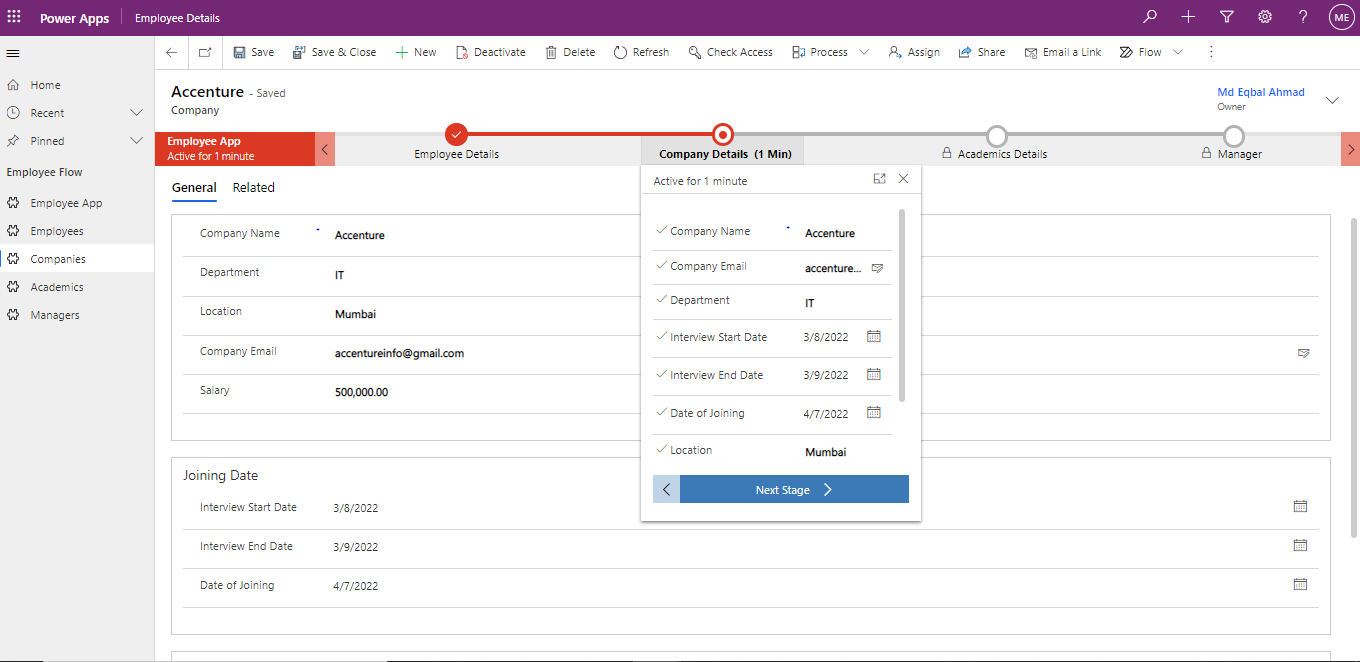 Power Apps
Employee Details
ME
Save
Save & Close
New
Deactivate
Delete
Refresh
Check Access
Process
Assign
Share
Email a Link
Flow
Home
Recent
Pinned
Employee Flow
Employee App
Employees
Companies
Academics
Managers
Accenture - Saved
Company
Md Eqbal Ahmad
Owner
Employee App
Active for 1 minute
Employee Details
Company Details (1 Min)
Academics Details
Manager
General
Related
Company Name * Accenture
Department IT
Location Mumbai
Company Email accentureinfo@gmail.com
Salary 500,000.00
Joining Date
Interview Start Date 3/8/2022
Interview End Date 3/9/2022
Date of Joining 4/7/2022
Active for 1 minute
Company Name * Accenture
Company Email accenture...
Department IT
Interview Start Date 3/8/2022
Interview End Date 3/9/2022
Date of Joining 4/7/2022
Location Mumbai
Next Stage